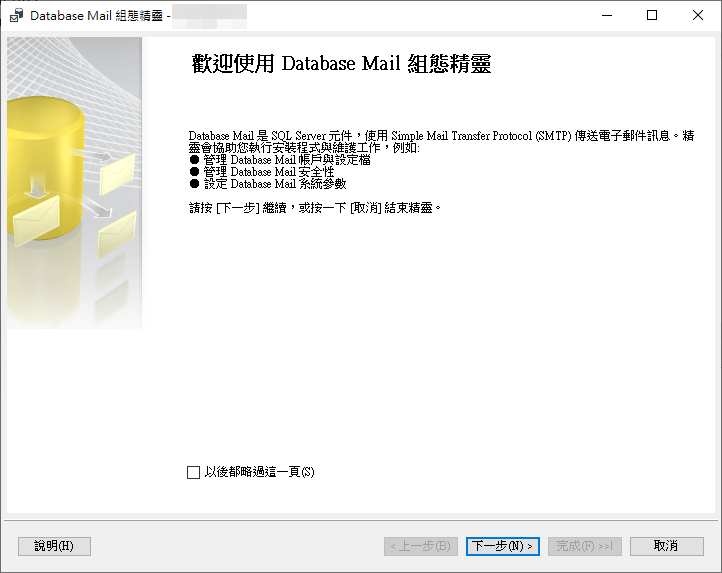 Database Mail 組態精靈 -
歡迎使用 Database Mail 組態精靈
Database Mail 是 SQL Server 元件，使用 Simple Mail Transfer Protocol (SMTP) 傳送電子郵件訊息。精
靈會協助您執行安裝程式與維護工作，例如:
● 管理 Database Mail 帳戶與設定檔
● 管理 Database Mail 安全性
● 設定 Database Mail 系統參數
請按 [下一步] 繼續，或按一下 [取消] 結束精靈。
以後都略過這一頁(S)
說明(H) < 上一步(B) 下一步(N) > 完成(F) >>| 取消